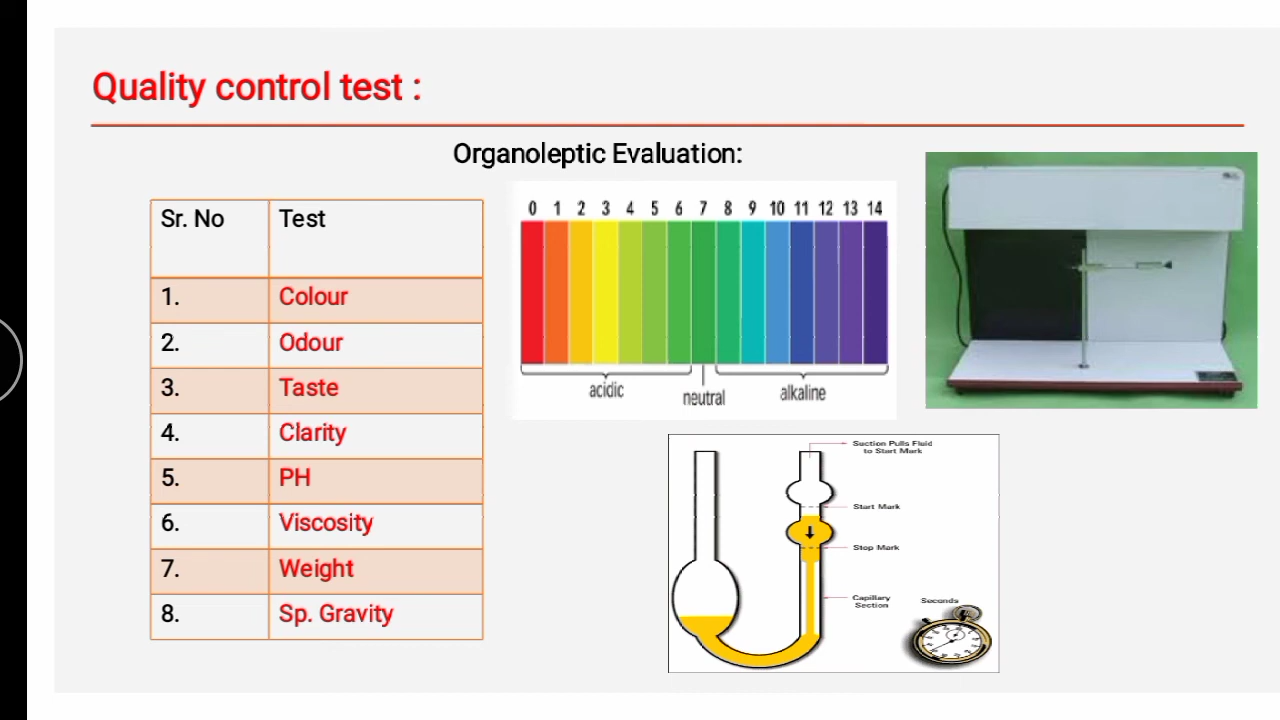 Quality control test :
Organoleptic Evaluation:
Sr. No Test
1. Colour
2. Odour
3. Taste
4. Clarity
5. PH
6. Viscosity
7. Weight
8. Sp. Gravity
0 1 2 3 4 5 6 7 8 9 10 11 12 13 14
acidic
neutral
alkaline
Suction Pulls Fluid
to Start Mark
Start Mark
Stop Mark
Capillary
Section
Seconds